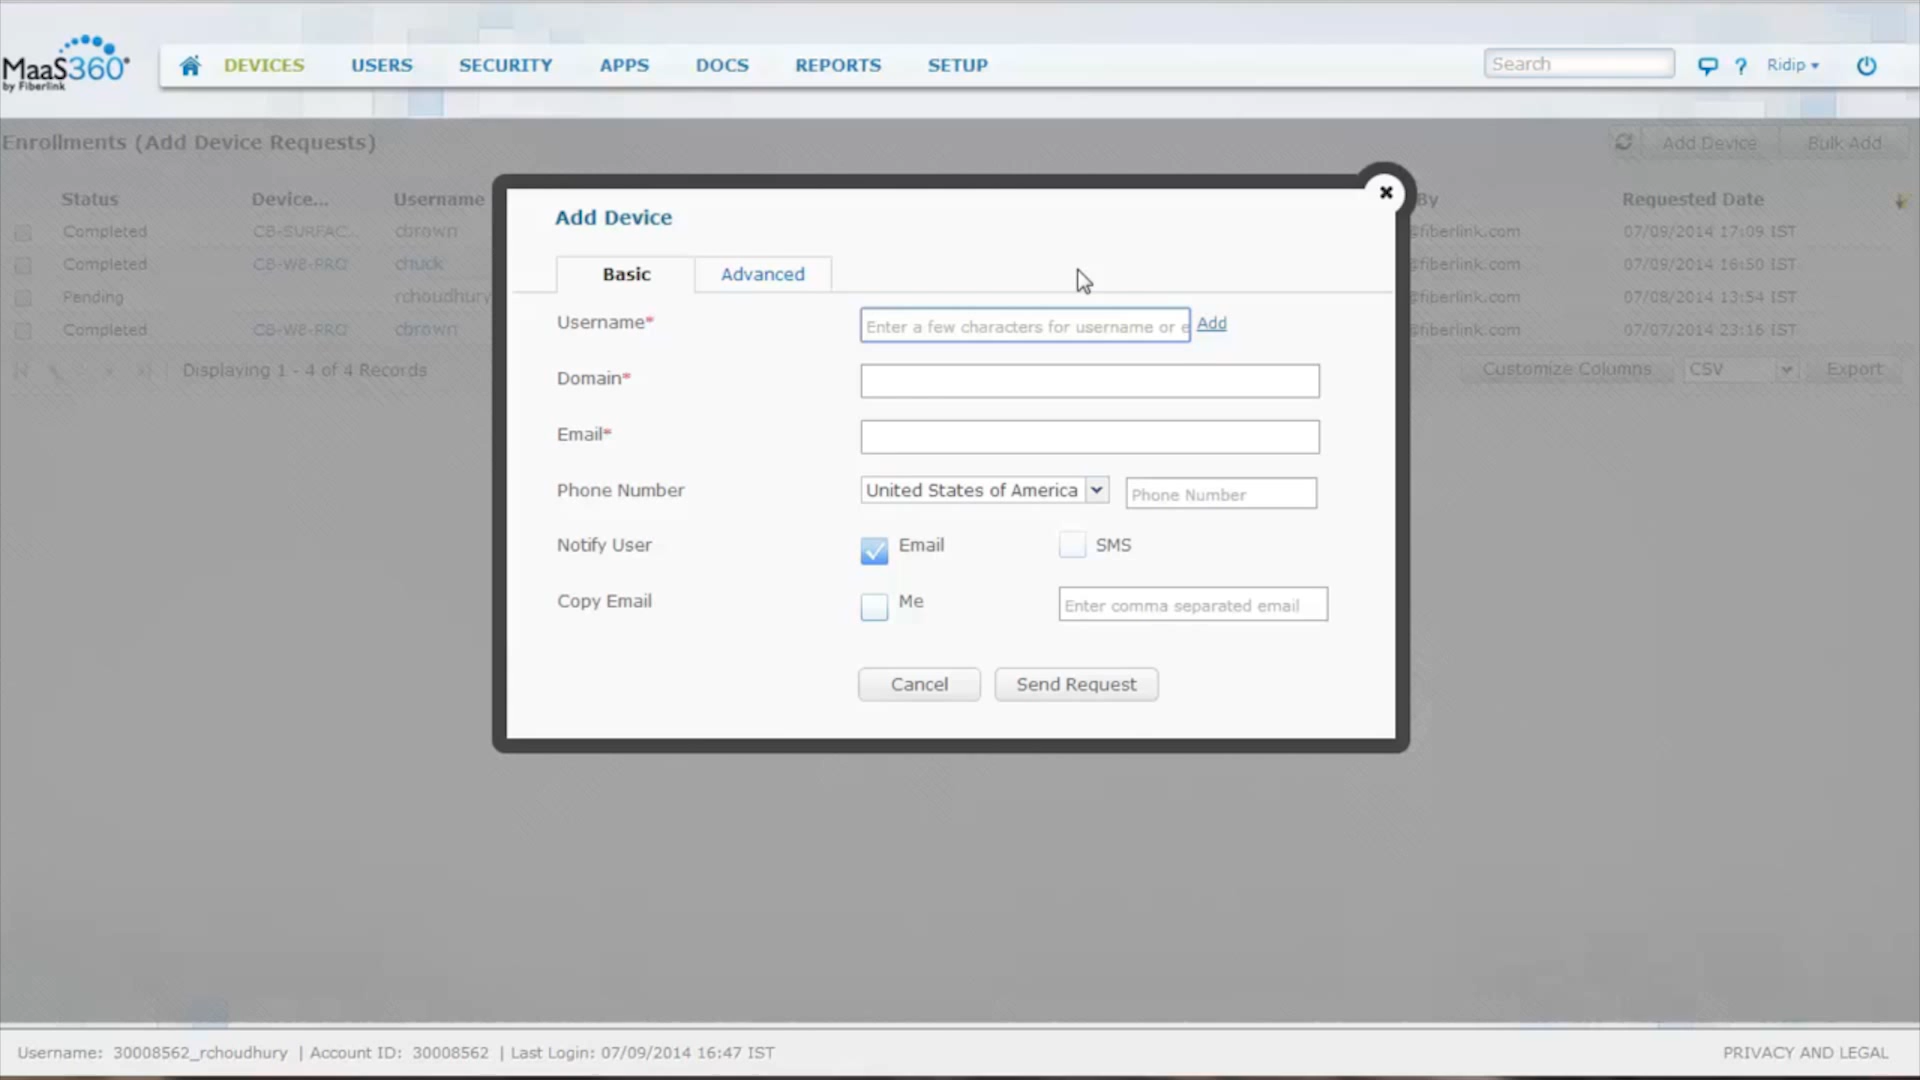 MaaS360
by Fiberlink
DEVICES USERS SECURITY APPS DOCS REPORTS SETUP
Search
? Ridip
Enrollments (Add Device Requests)
Add Device Bulk Add
Status Device... Username By Requested Date
Completed CB-SURFAC... cbrown @fiberlink.com 07/09/2014 17:09 IST
Completed CB-W8-PRO chuck @fiberlink.com 07/09/2014 16:50 IST
Pending rchoudhury @fiberlink.com 07/08/2014 13:54 IST
Completed CB-W8-PRO cbrown @fiberlink.com 07/07/2014 23:16 IST
Displaying 1 - 4 of 4 Records
Customize Columns CSV Export
Add Device
Basic Advanced
Username* Enter a few characters for username or e Add
Domain*
Email*
Phone Number United States of America Phone Number
Notify User Email SMS
Copy Email Me Enter comma separated email
Cancel Send Request
Username: 30008562_rchoudhury | Account ID: 30008562 | Last Login: 07/09/2014 16:47 IST
PRIVACY AND LEGAL